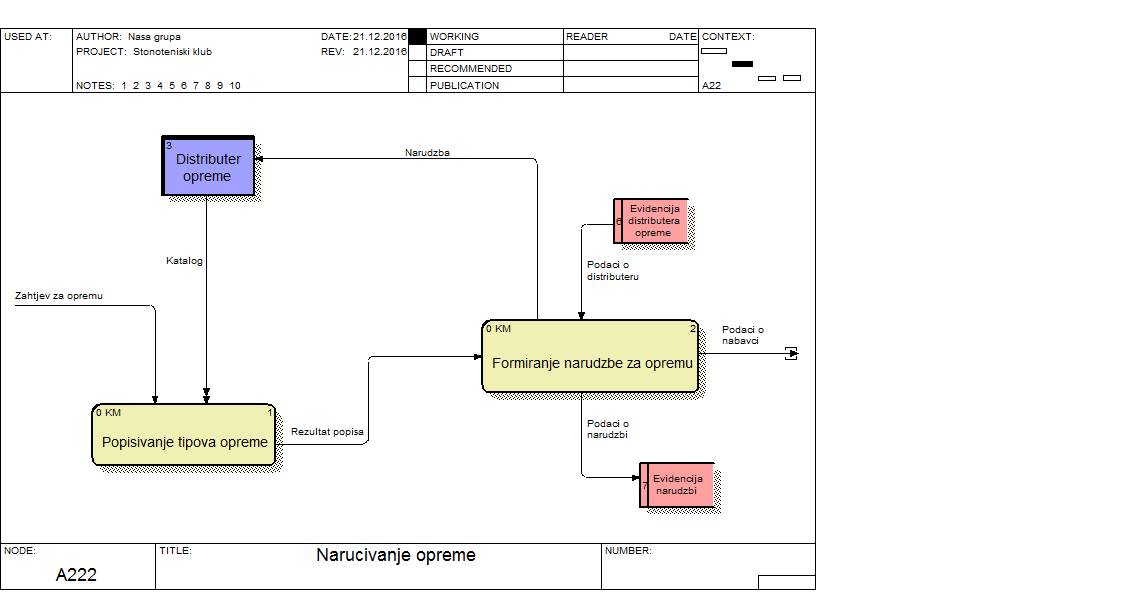 USED AT:
AUTHOR: Nasa grupa
DATE: 21.12.2016
PROJECT: Stonoteniski klub
REV: 21.12.2016
NOTES: 1 2 3 4 5 6 7 8 9 10
WORKING
DRAFT
RECOMMENDED
PUBLICATION
READER
DATE
CONTEXT:
A22
3
Distributer
opreme
Narudzba
6
Evidencija
distributera
opreme
Katalog
Podaci o
distributeru
Zahtjev za opremu
0 KM
2
Formiranje narudzbe za opremu
Podaci o
nabavci
0 KM
1
Popisivanje tipova opreme
Rezultat popisa
Podaci o
narudzbi
7
Evidencija
narudzbi
NODE:
A222
TITLE:
Narucivanje opreme
NUMBER: